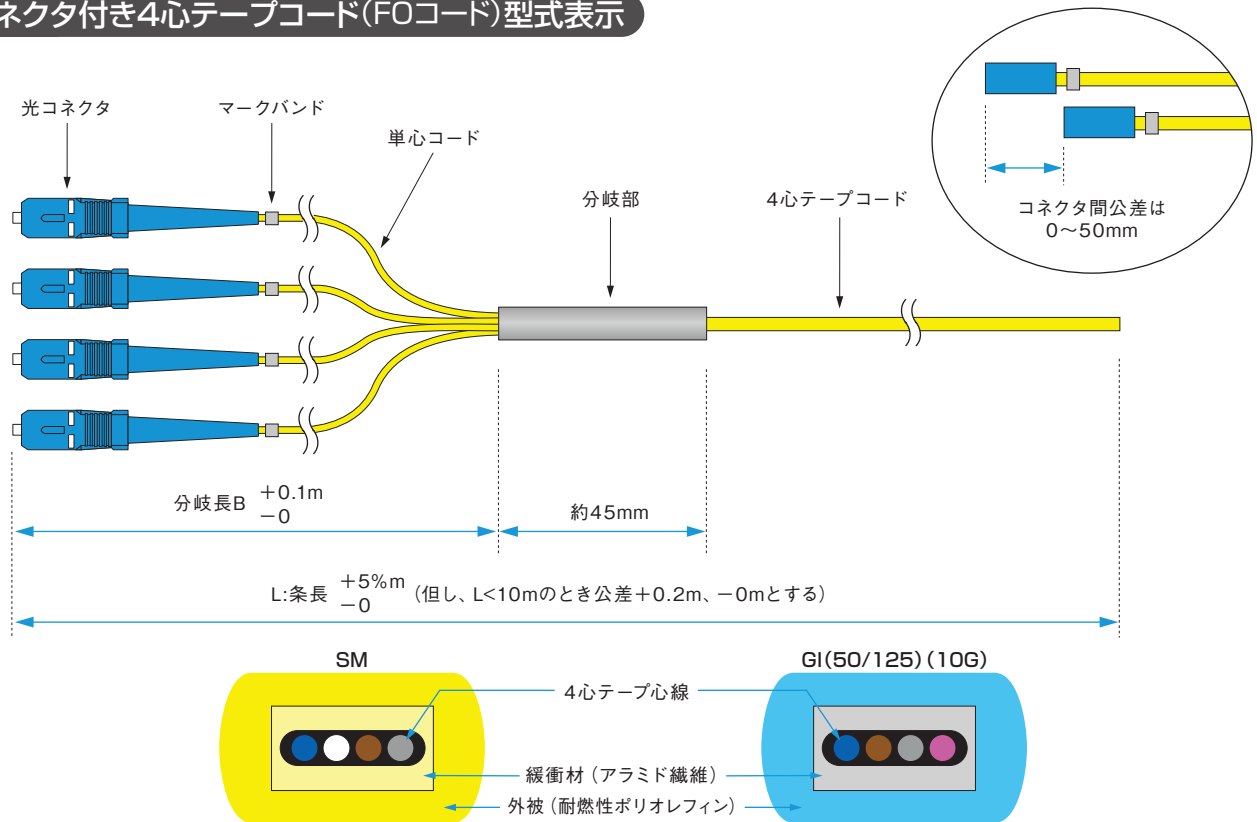 ネクタ付き4心テープコード(FOコード)型式表示
光コネクタ
マークバンド
単心コード
分岐部
4心テープコード
コネクタ間公差は
0〜50mm
分岐長B +0.1m
−0
約45mm
L:条長 +5%m (但し、L<10mのとき公差+0.2m、−0mとする)
−0
SM
GI(50/125)(10G)
4心テープ心線
緩衝材(アラミド繊維)
外被(耐燃性ポリオレフィン)